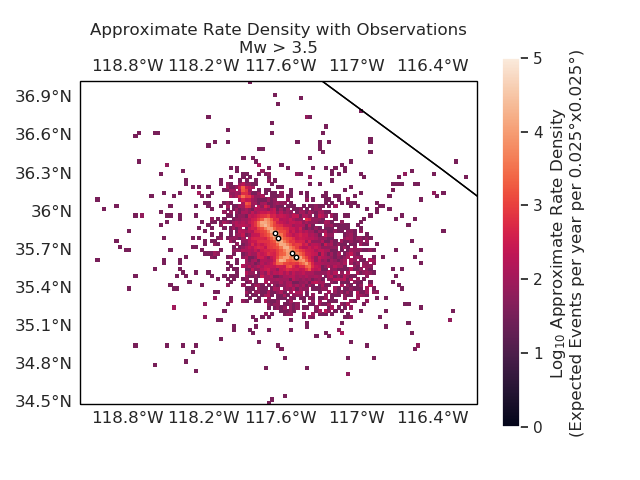 Approximate Rate Density with Observations
Mw > 3.5
118.8°W 118.2°W 117.6°W 117°W 116.4°W
36.9°N
36.6°N
36.3°N
36°N
35.7°N
35.4°N
35.1°N
34.8°N
34.5°N
118.8°W 118.2°W 117.6°W 117°W 116.4°W
5
4
3
2
1
0
Log₁₀ Approximate Rate Density
(Expected Events per year per 0.025°x0.025°)